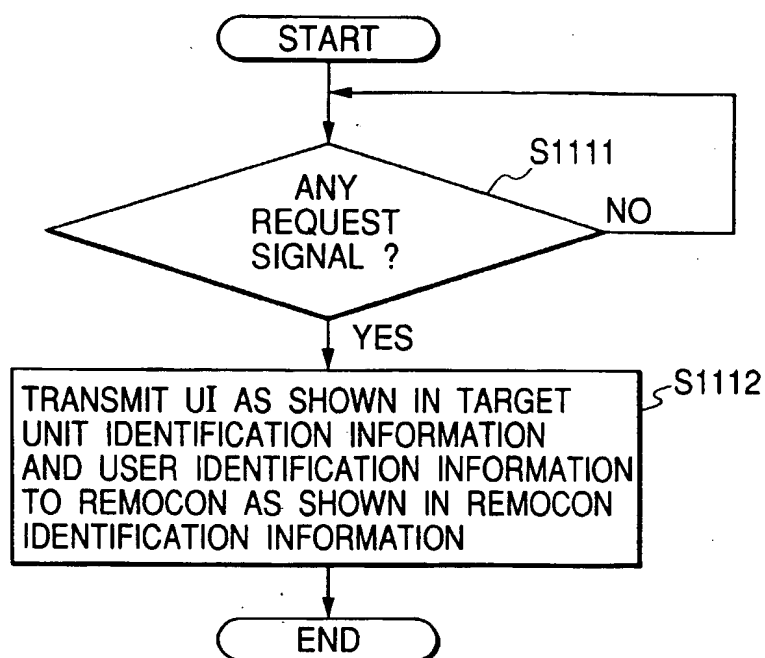 START
S1111
ANY
REQUEST
SIGNAL ?
NO
YES
S1112
TRANSMIT UI AS SHOWN IN TARGET
UNIT IDENTIFICATION INFORMATION
AND USER IDENTIFICATION INFORMATION
TO REMOCON AS SHOWN IN REMOCON
IDENTIFICATION INFORMATION
END